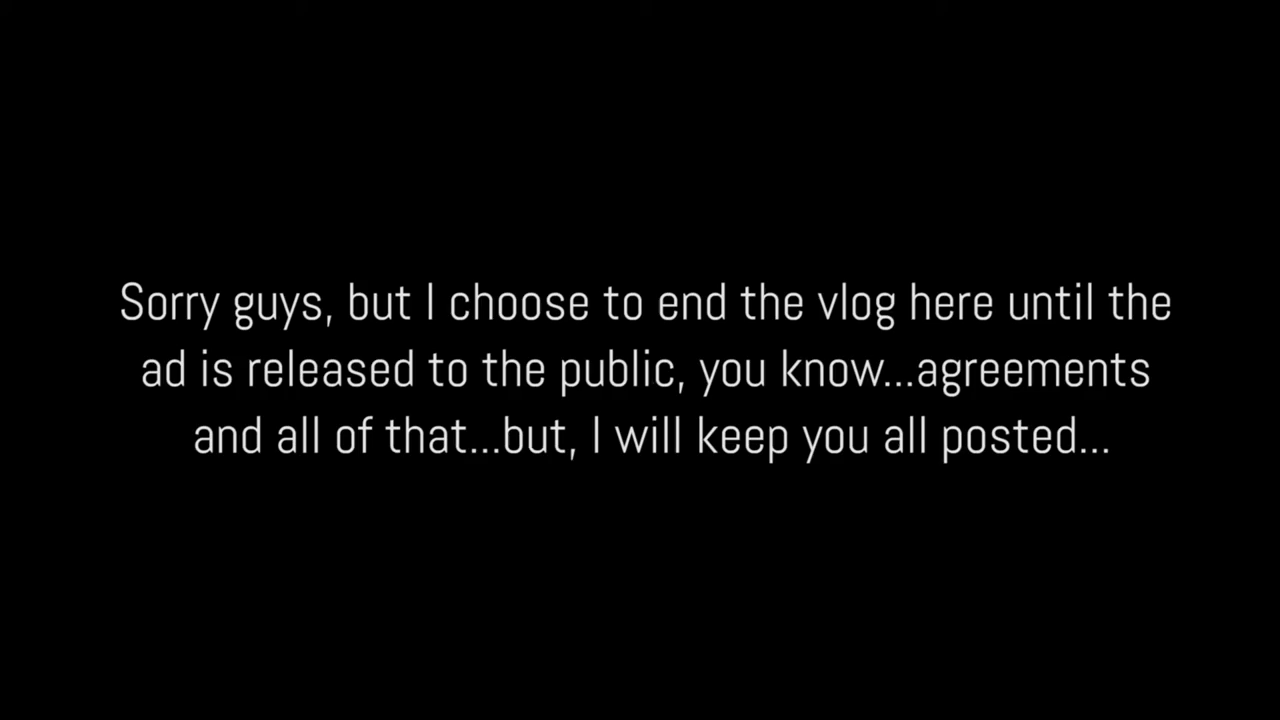 Sorry guys, but I choose to end the vlog here until the
ad is released to the public, you know...agreements
and all of that...but, I will keep you all posted...